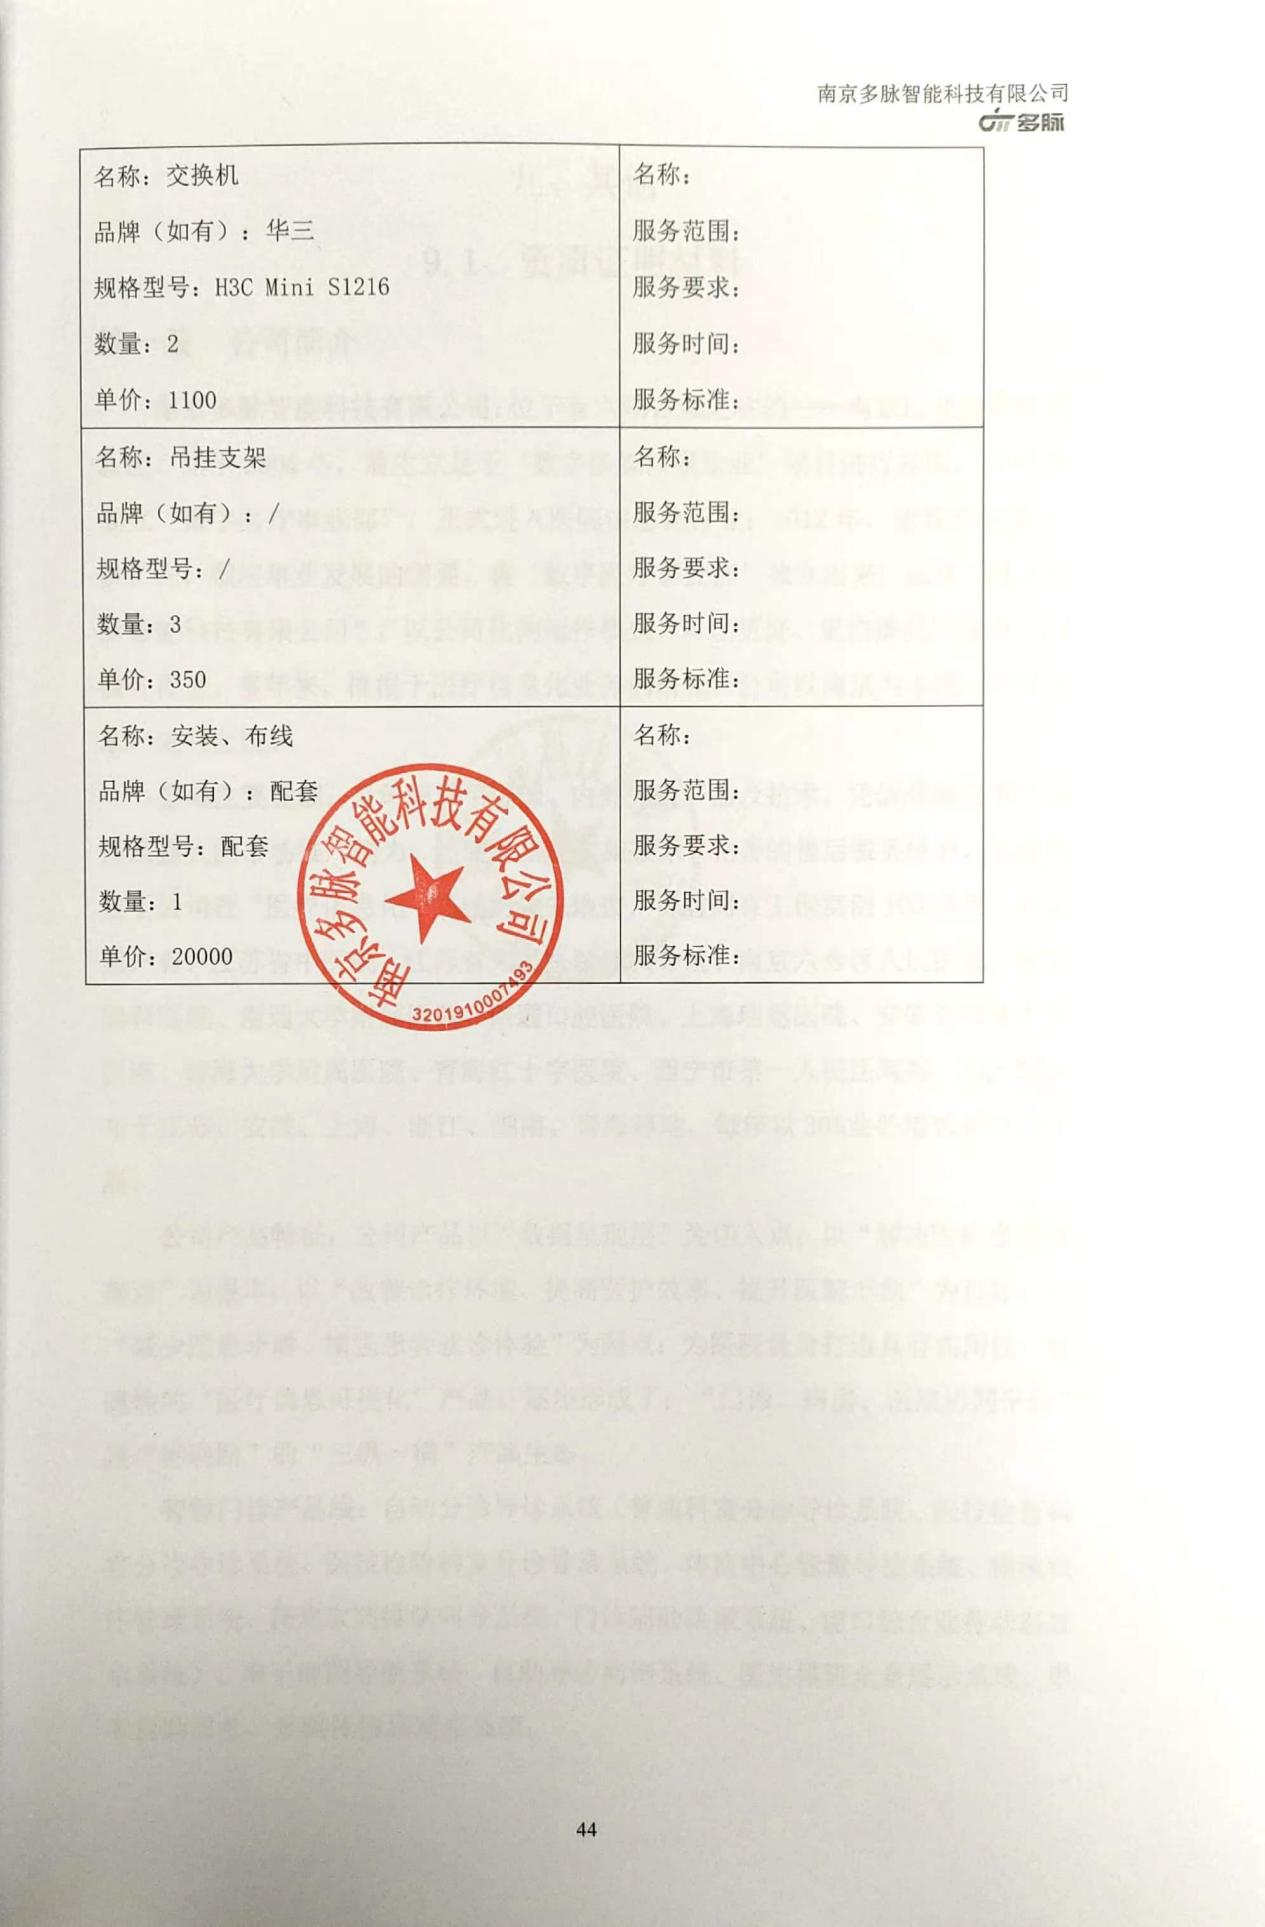 南京多脉智能科技有限公司
多脉
名称：交换机
品牌（如有）：华三
规格型号：H3C Mini S1216
数量：2
单价：1100
名称：
服务范围：
服务要求：
服务时间：
服务标准：
名称：吊挂支架
品牌（如有）：/
规格型号：/
数量：3
单价：350
名称：
服务范围：
服务要求：
服务时间：
服务标准：
名称：安装、布线
品牌（如有）：配套
规格型号：配套
数量：1
单价：20000
名称：
服务范围：
服务要求：
服务时间：
服务标准：
南京多脉智能科技有限公司
3201910007493
44